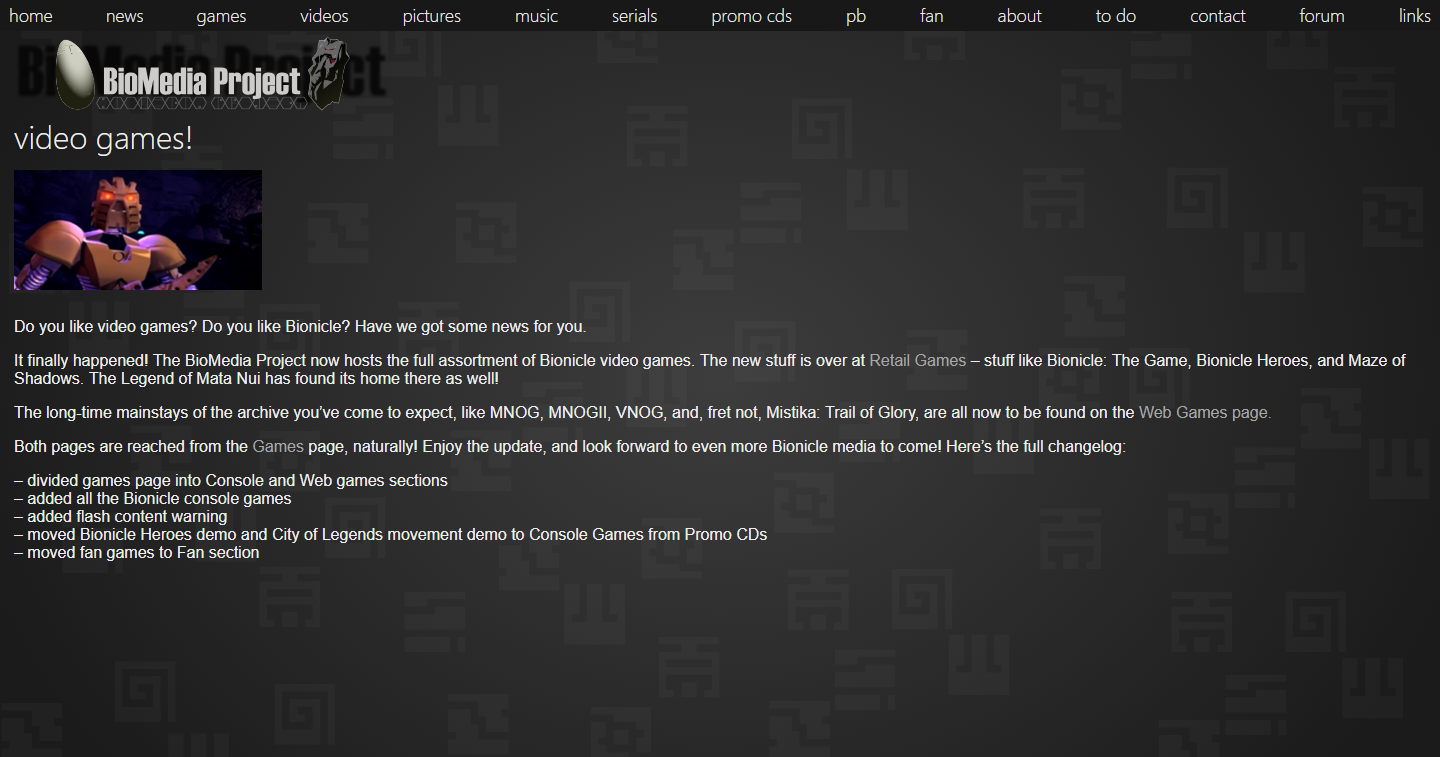 home news games videos pictures music serials promo cds pb fan about to do contact forum links
BioMedia Project
video games!
Do you like video games? Do you like Bionicle? Have we got some news for you.
It finally happened! The BioMedia Project now hosts the full assortment of Bionicle video games. The new stuff is over at Retail Games – stuff like Bionicle: The Game, Bionicle Heroes, and Maze of
Shadows. The Legend of Mata Nui has found its home there as well!
The long-time mainstays of the archive you’ve come to expect, like MNOG, MNOGII, VNOG, and, fret not, Mistika: Trail of Glory, are all now to be found on the Web Games page.
Both pages are reached from the Games page, naturally! Enjoy the update, and look forward to even more Bionicle media to come! Here’s the full changelog:
– divided games page into Console and Web games sections
– added all the Bionicle console games
– added flash content warning
– moved Bionicle Heroes demo and City of Legends movement demo to Console Games from Promo CDs
– moved fan games to Fan section